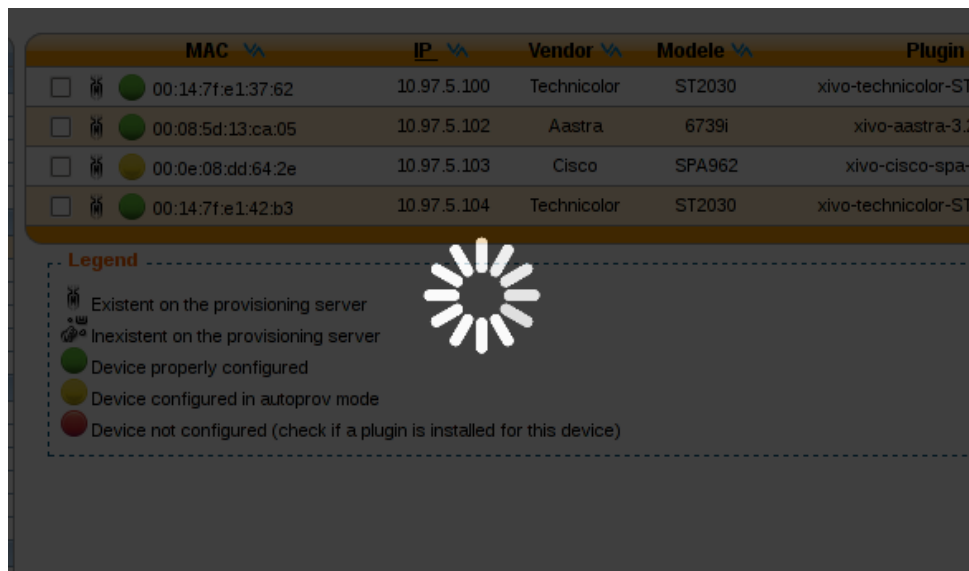 MAC IP Vendor Modele Plugin
00:14:7f:e1:37:62 10.97.5.100 Technicolor ST2030 xivo-technicolor-ST
00:08:5d:13:ca:05 10.97.5.102 Aastra 6739i xivo-aastra-3.
00:0e:08:dd:64:2e 10.97.5.103 Cisco SPA962 xivo-cisco-spa-
00:14:7f:e1:42:b3 10.97.5.104 Technicolor ST2030 xivo-technicolor-ST
Legend
Existent on the provisioning server
Inexistent on the provisioning server
Device properly configured
Device configured in autoprov mode
Device not configured (check if a plugin is installed for this device)